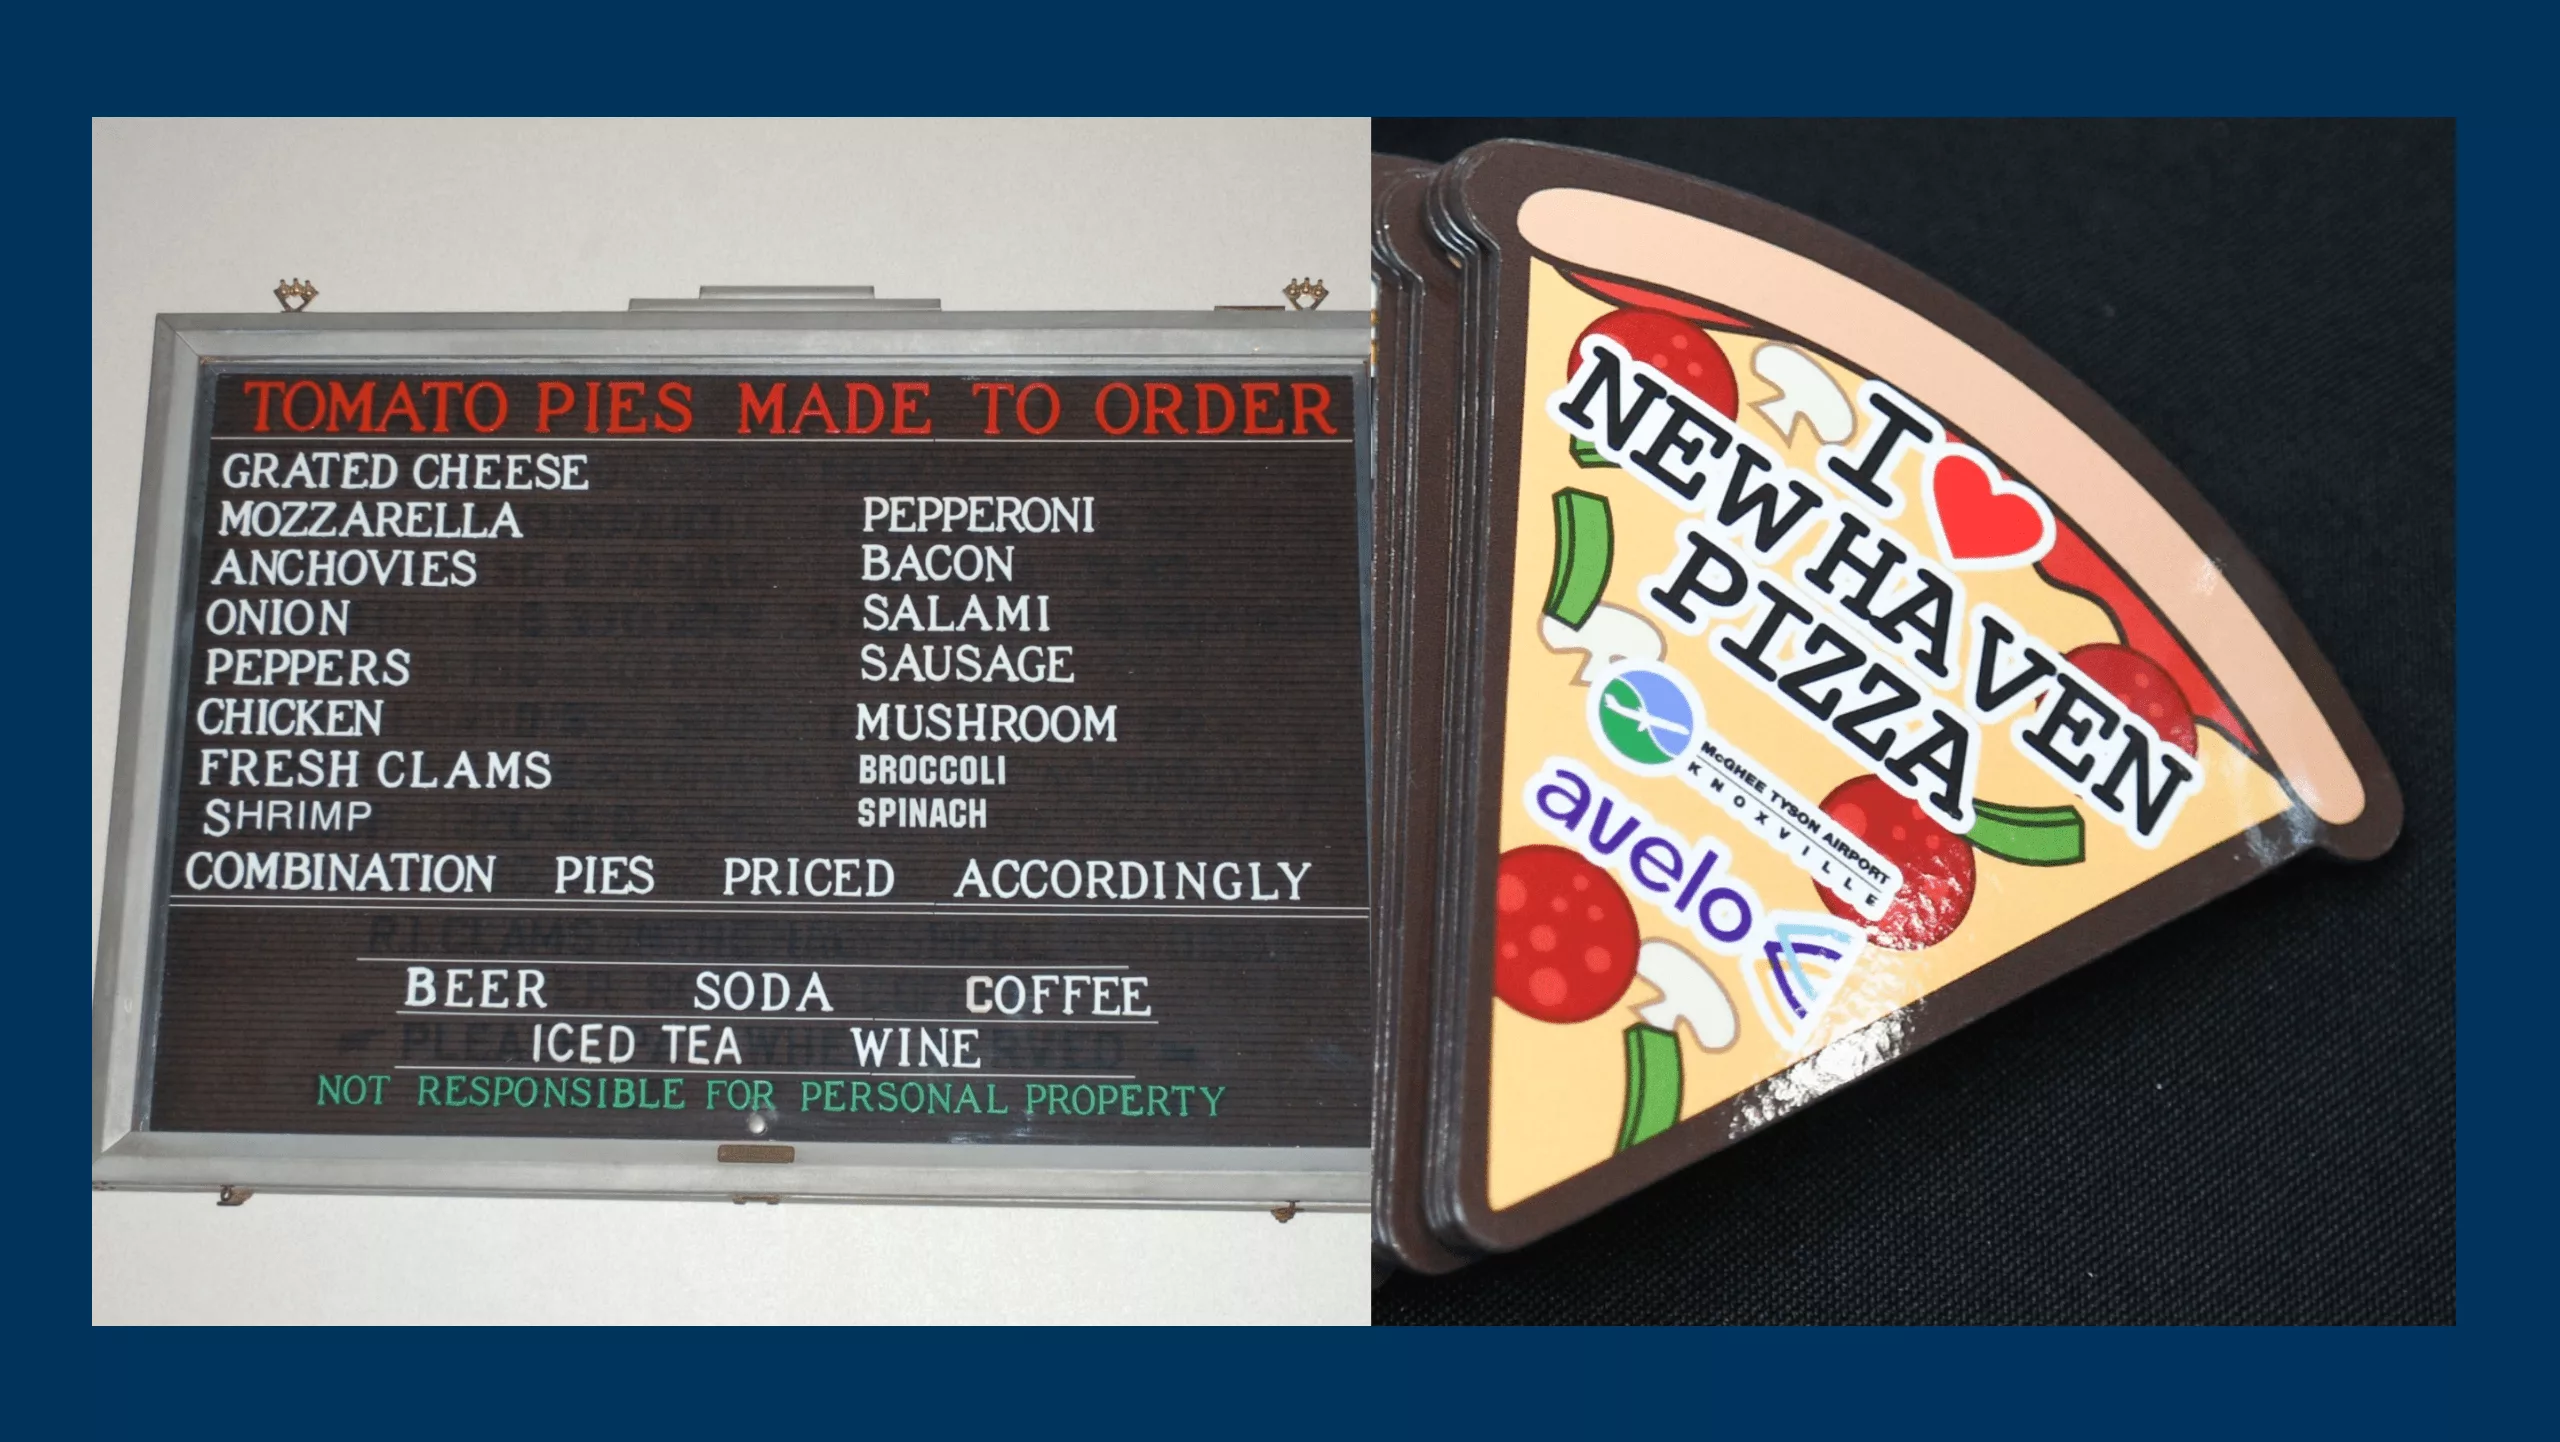 TOMATO PIES MADE TO ORDER
GRATED CHEESE
MOZZARELLA
ANCHOVIES
ONION
PEPPERS
CHICKEN
FRESH CLAMS
SHRIMP
PEPPERONI
BACON
SALAMI
SAUSAGE
MUSHROOM
BROCCOLI
SPINACH
COMBINATION PIES PRICED ACCORDINGLY
BEER SODA COFFEE
ICED TEA WINE
NOT RESPONSIBLE FOR PERSONAL PROPERTY
I
NEW HAVEN
PIZZA
McGHEE TYSON AIRPORT
KNOXVILLE
avelo